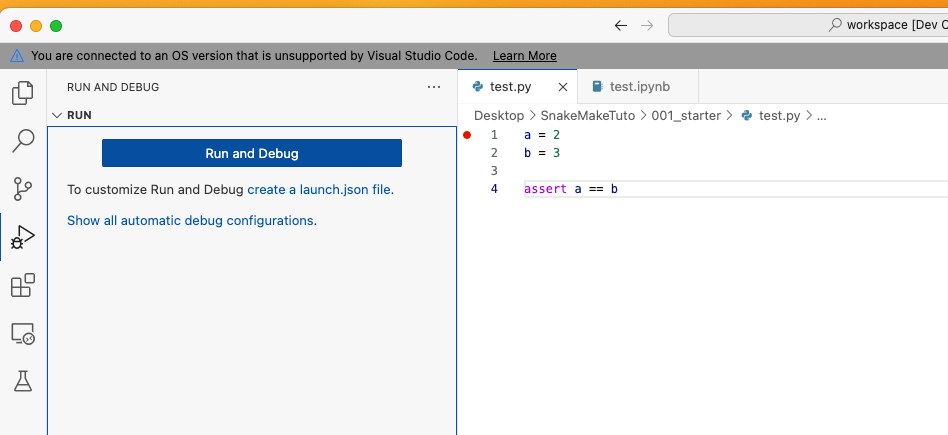 workspace [Dev C
You are connected to an OS version that is unsupported by Visual Studio Code. Learn More
RUN AND DEBUG
RUN
Run and Debug
To customize Run and Debug create a launch.json file.
Show all automatic debug configurations.
test.py
test.ipynb
Desktop > SnakeMakeTuto > 001_starter > test.py > ...
1 a = 2
2 b = 3
3
4 assert a == b